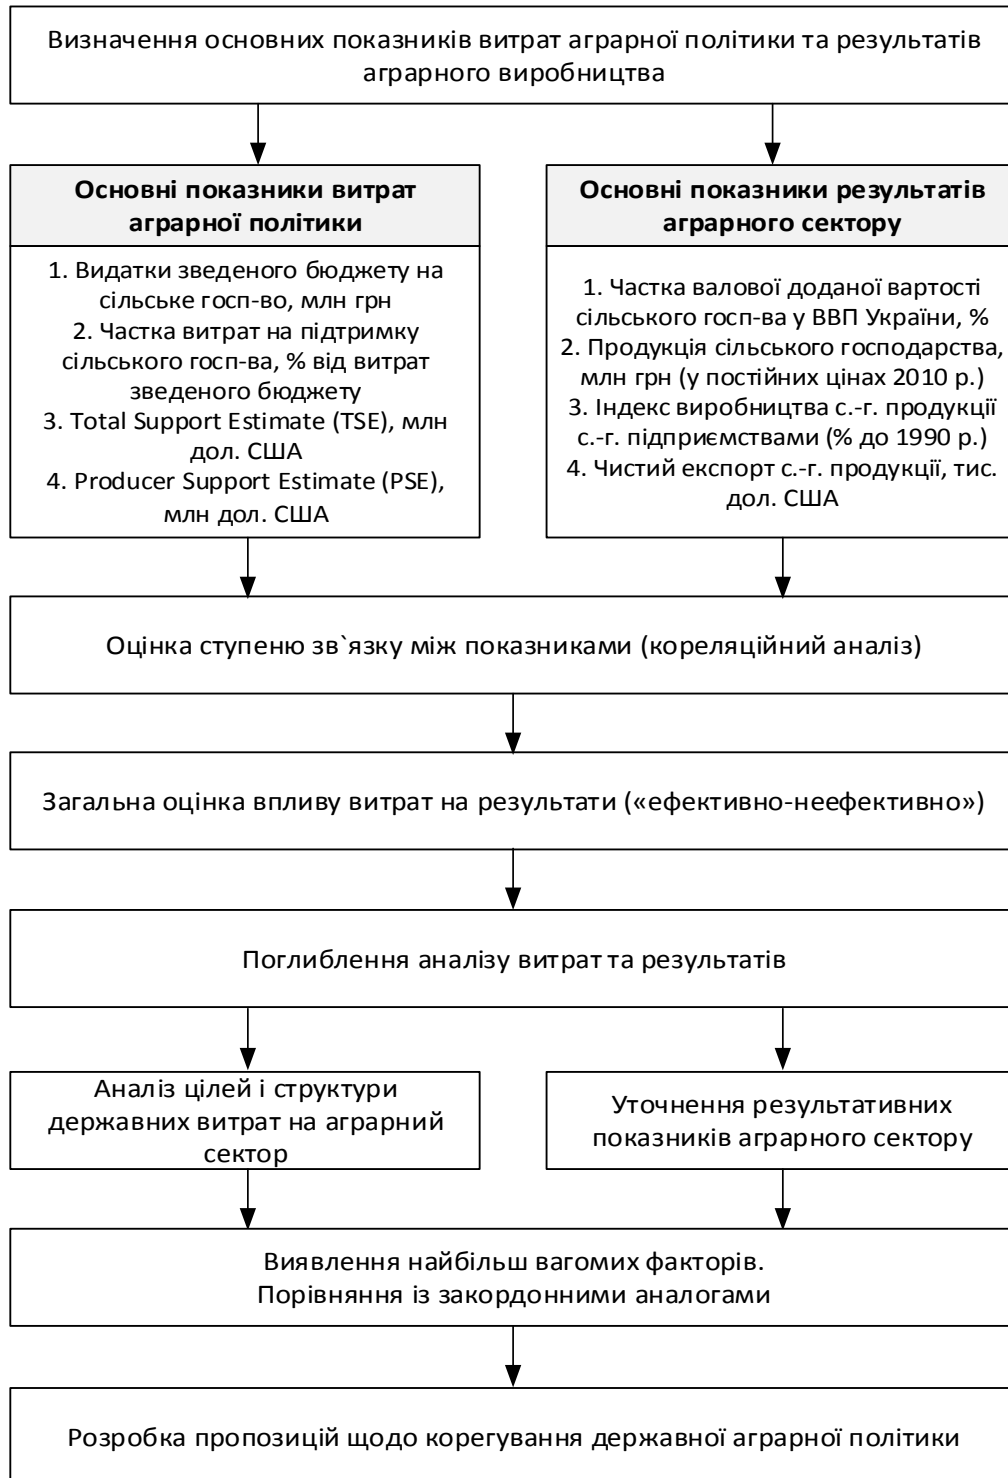 Визначення основних показників витрат аграрної політики та результатів
аграрного виробництва
Основні показники витрат
аграрної політики
1. Видатки зведеного бюджету на
сільське госп-во, млн грн
2. Частка витрат на підтримку
сільського госп-ва, % від витрат
зведеного бюджету
3. Total Support Estimate (TSE), млн
дол. США
4. Producer Support Estimate (PSE),
млн дол. США
Основні показники результатів
аграрного сектору
1. Частка валової доданої вартості
сільського госп-ва у ВВП України, %
2. Продукція сільського господарства,
млн грн (у постійних цінах 2010 р.)
3. Індекс виробництва с.-г. продукції
с.-г. підприємствами (% до 1990 р.)
4. Чистий експорт с.-г. продукції, тис.
дол. США
Оцінка ступеню зв`язку між показниками (кореляційний аналіз)
Загальна оцінка впливу витрат на результати («ефективно-неефективно»)
Поглиблення аналізу витрат та результатів
Аналіз цілей і структури
державних витрат на аграрний
сектор
Уточнення результативних
показників аграрного сектору
Виявлення найбільш вагомих факторів.
Порівняння із закордонними аналогами
Розробка пропозицій щодо корегування державної аграрної політики